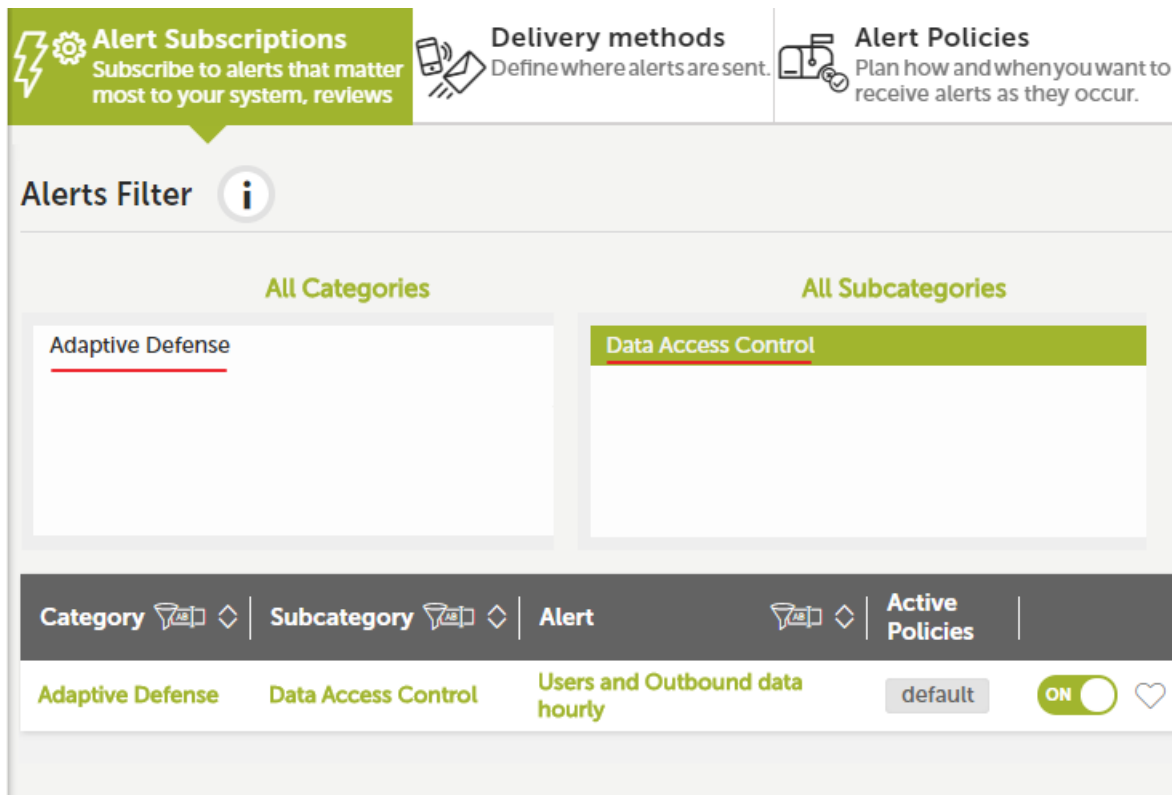 Alert Subscriptions
Subscribe to alerts that matter
most to your system, reviews
Delivery methods
Define where alerts are sent.
Alert Policies
Plan how and when you want to
receive alerts as they occur.
Alerts Filter i
All Categories
All Subcategories
Adaptive Defense
Data Access Control
Category AB
Subcategory AB
Alert AB
Active
Policies
Adaptive Defense
Data Access Control
Users and Outbound data
hourly
default
ON